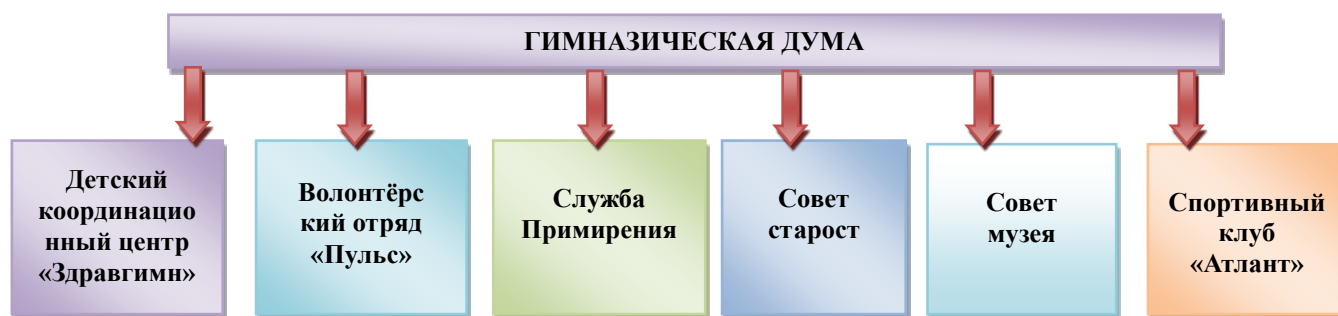 ГИМНАЗИЧЕСКАЯ ДУМА
Детский
координацио
нный центр
«Здравгимн»
Волонтёрс
кий отряд
«Пульс»
Служба
Примирения
Совет
старост
Совет
музея
Спортивный
клуб
«Атлант»